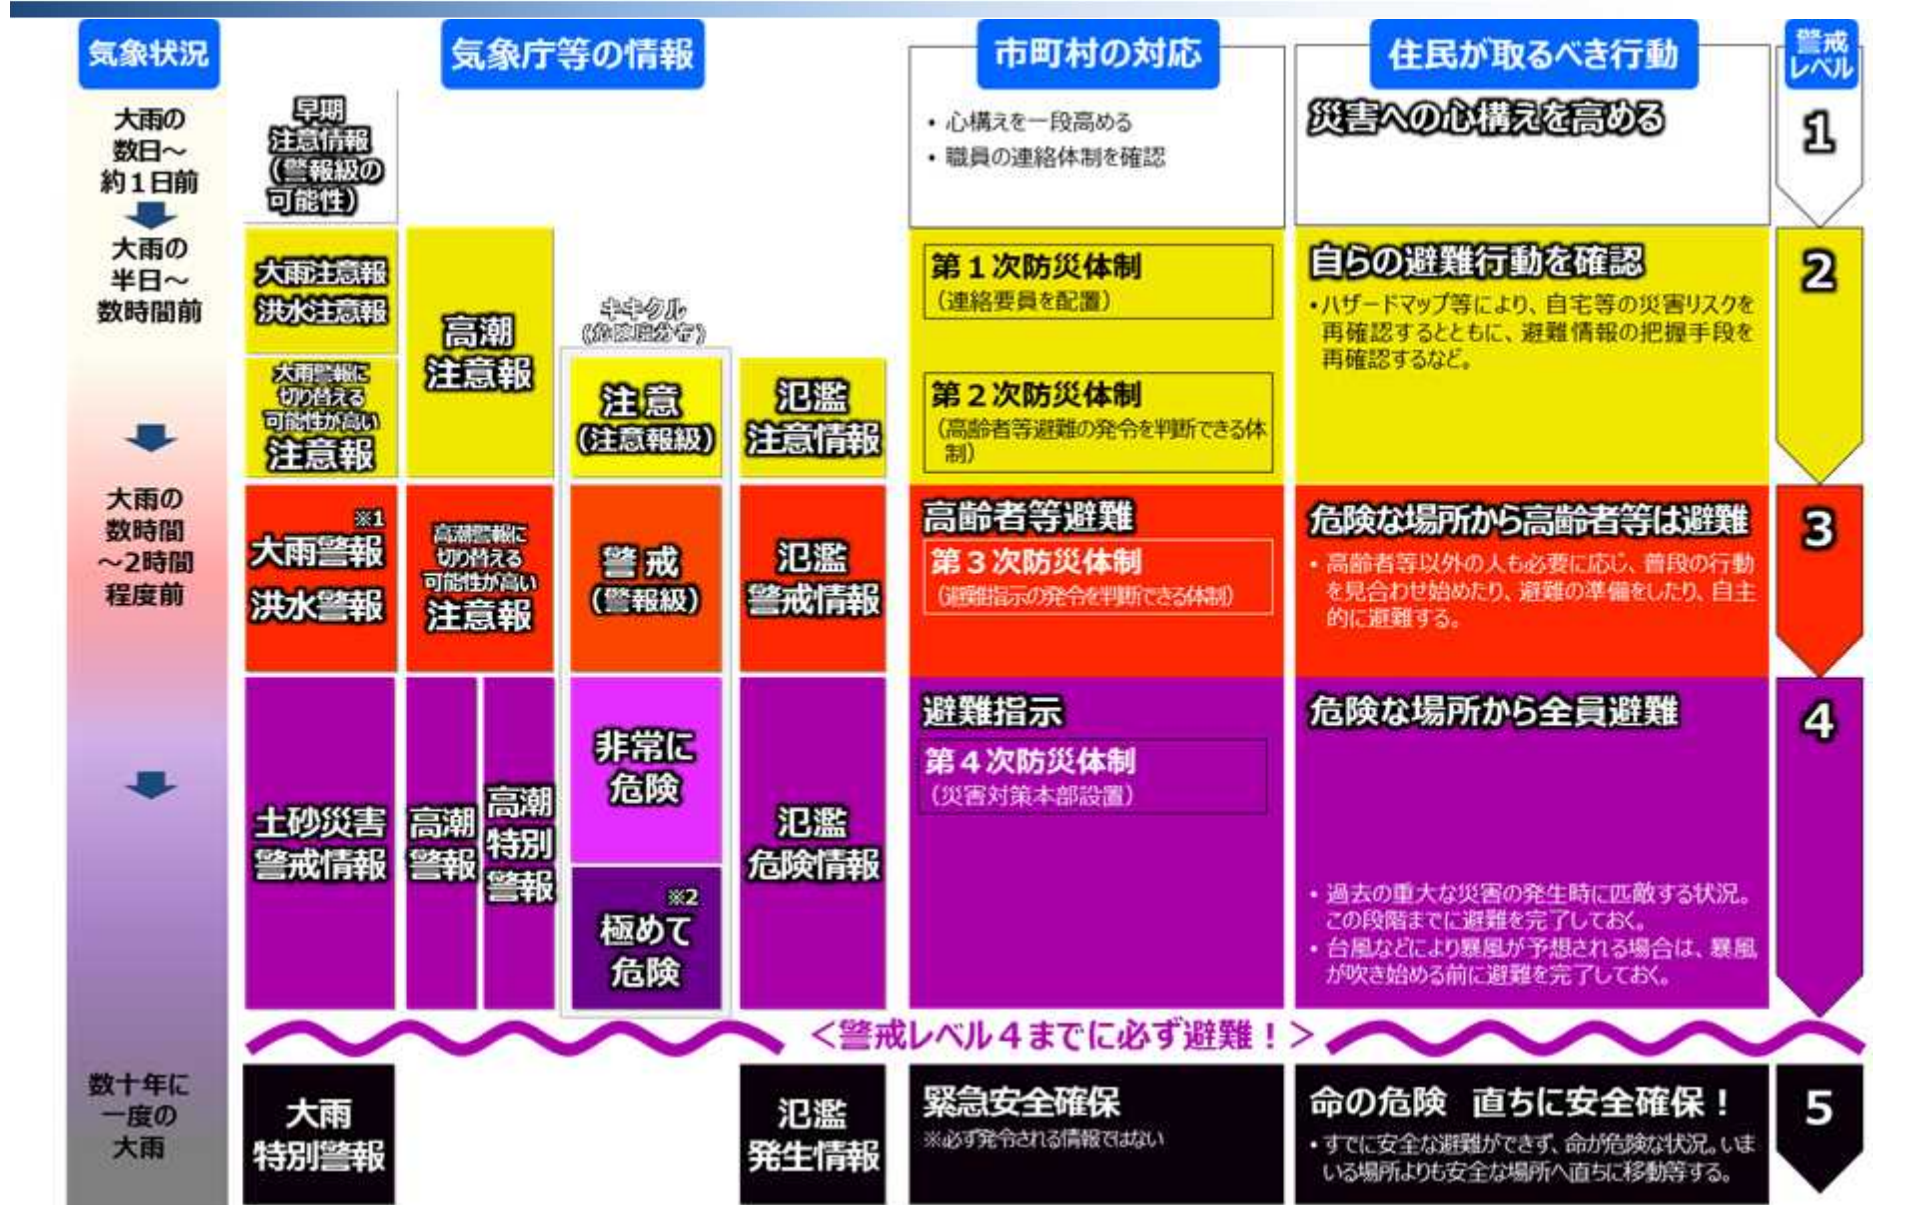 気象状況
気象庁等の情報
市町村の対応
住民が取るべき行動
警戒
レベル
大雨の
数日～
約1日前
早期
注意情報
(警報級の
可能性)
• 心構えを一段高める
• 職員の連絡体制を確認
災害への心構えを高める
1
大雨の
半日～
数時間前
大雨注意報
洪水注意報
大雨警報に
切り替える
可能性が高い
注意報
高潮
注意報
キキクル
(危険度分布)
注意
(注意報級)
氾濫
注意情報
第1次防災体制
(連絡要員を配置)
第2次防災体制
(高齢者等避難の発令を判断できる体
制)
自らの避難行動を確認
•ハザードマップ等により、自宅等の災害リスクを
再確認するとともに、避難情報の把握手段を
再確認するなど。
2
大雨の
数時間
～2時間
程度前
※1
大雨警報
洪水警報
高潮警報に
切り替える
可能性が高い
注意報
警戒
(警報級)
氾濫
警戒情報
高齢者等避難
第3次防災体制
(避難指示の発令を判断できる体制)
危険な場所から高齢者等は避難
• 高齢者等以外の人も必要に応じ、普段の行動
を見合わせ始めたり、避難の準備をしたり、自主
的に避難する。
3
土砂災害
警戒情報
高潮
警報
高潮
特別
警報
非常に
危険
※2
極めて
危険
氾濫
危険情報
避難指示
第4次防災体制
(災害対策本部設置)
危険な場所から全員避難
• 過去の重大な災害の発生時に匹敵する状況。
この段階までに避難を完了しておく。
• 台風などにより暴風が予想される場合は、暴風
が吹き始める前に避難を完了しておく。
4
＜警戒レベル4までに必ず避難！＞
数十年に
一度の
大雨
大雨
特別警報
氾濫
発生情報
緊急安全確保
※必ず発令される情報ではない
命の危険 直ちに安全確保！
•すでに安全な避難ができず、命が危険な状況。いま
いる場所よりも安全な場所へ直ちに移動等する。
5